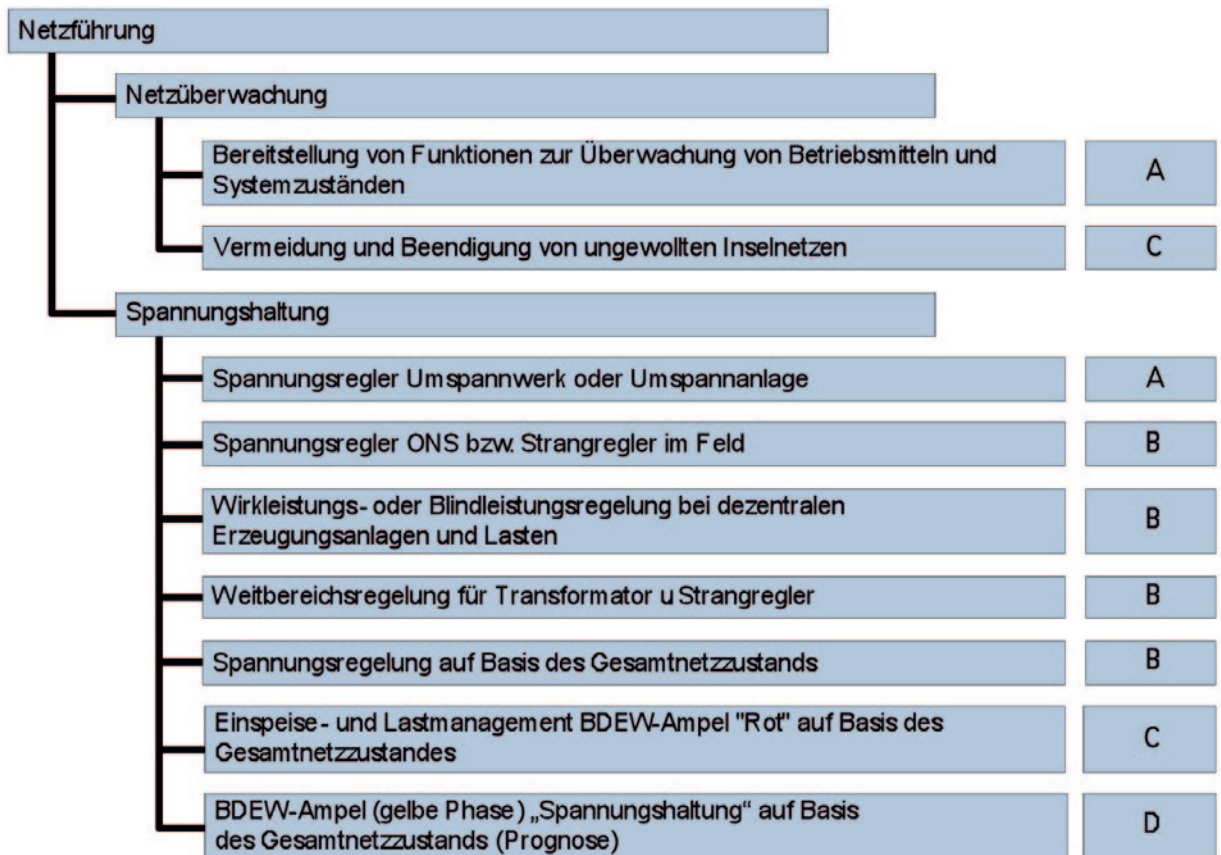 Netzführung
Netzüberwachung
Bereitstellung von Funktionen zur Überwachung von Betriebsmitteln und
Systemzuständen
A
Vermeidung und Beendigung von ungewollten Inselnetzen
C
Spannungshaltung
Spannungsregler Umspannwerk oder Umspannanlage
A
Spannungsregler ONS bzw. Strangregler im Feld
B
Wirkleistungs- oder Blindleistungsregelung bei dezentralen
Erzeugungsanlagen und Lasten
B
Weitbereichsregelung für Transformator u Strangregler
B
Spannungsregelung auf Basis des Gesamtnetzzustands
B
Einspeise- und Lastmanagement BDEW-Ampel "Rot" auf Basis des
Gesamtnetzzustandes
C
BDEW-Ampel (gelbe Phase) „Spannungshaltung“ auf Basis
des Gesamtnetzzustands (Prognose)
D